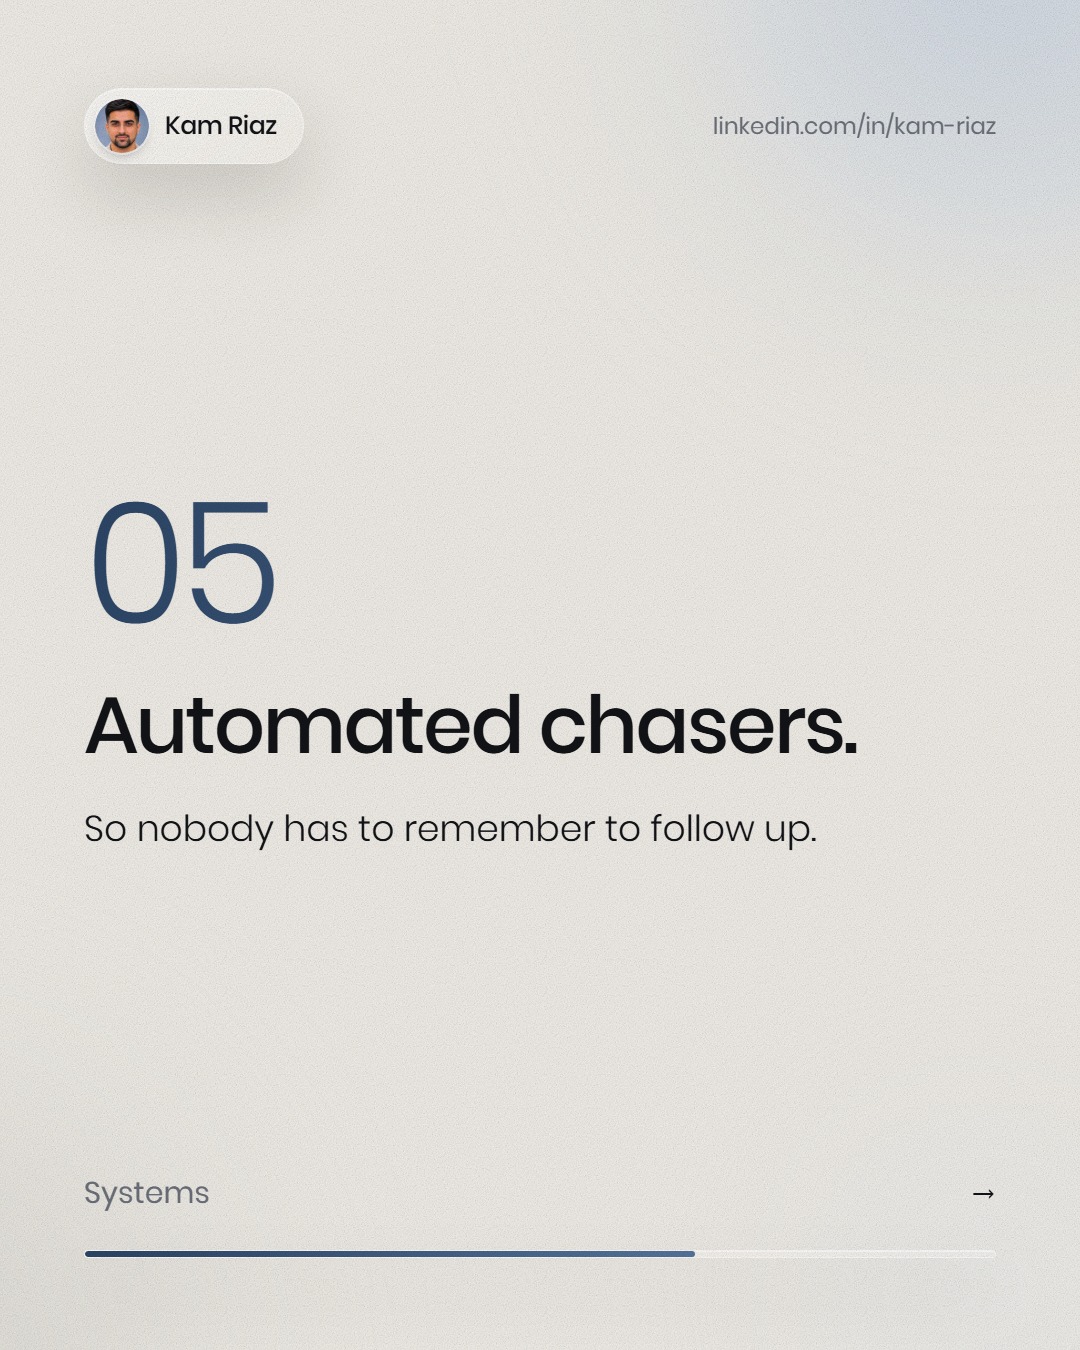 Kam Riaz
linkedin.com/in/kam-riaz
05
Automated chasers.
So nobody has to remember to follow up.
Systems
→